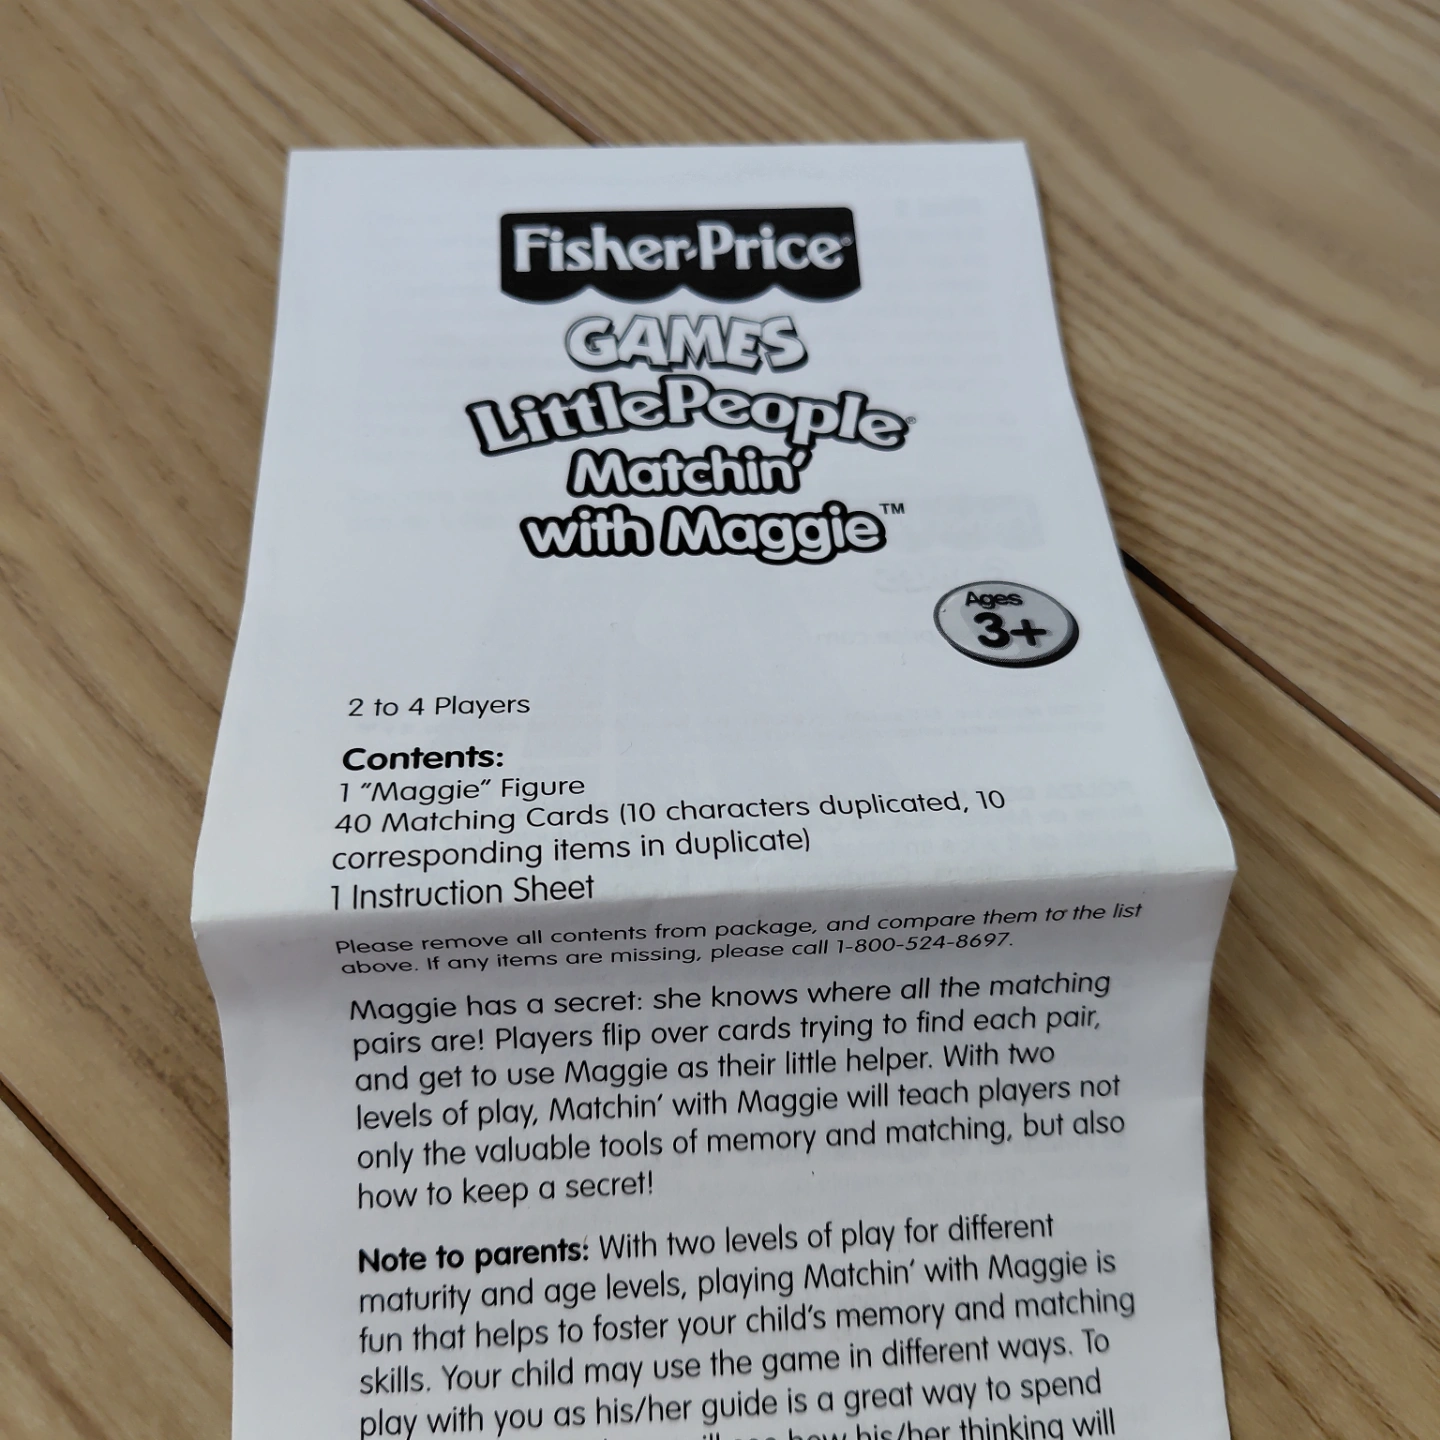 Fisher-Price®
GAMES
Little People®
Matchin'
with Maggie™
Ages
3+
2 to 4 Players
Contents:
1 "Maggie" Figure
40 Matching Cards (10 characters duplicated, 10
corresponding items in duplicate)
1 Instruction Sheet
Please remove all contents from package, and compare them to the list
above. If any items are missing, please call 1-800-524-8697.
Maggie has a secret: she knows where all the matching
pairs are! Players flip over cards trying to find each pair,
and get to use Maggie as their little helper. With two
levels of play, Matchin' with Maggie will teach players not
only the valuable tools of memory and matching, but also
how to keep a secret!
Note to parents: With two levels of play for different
maturity and age levels, playing Matchin' with Maggie is
fun that helps to foster your child's memory and matching
skills. Your child may use the game in different ways. To
play with you as his/her guide is a great way to spend
how his/her thinking will